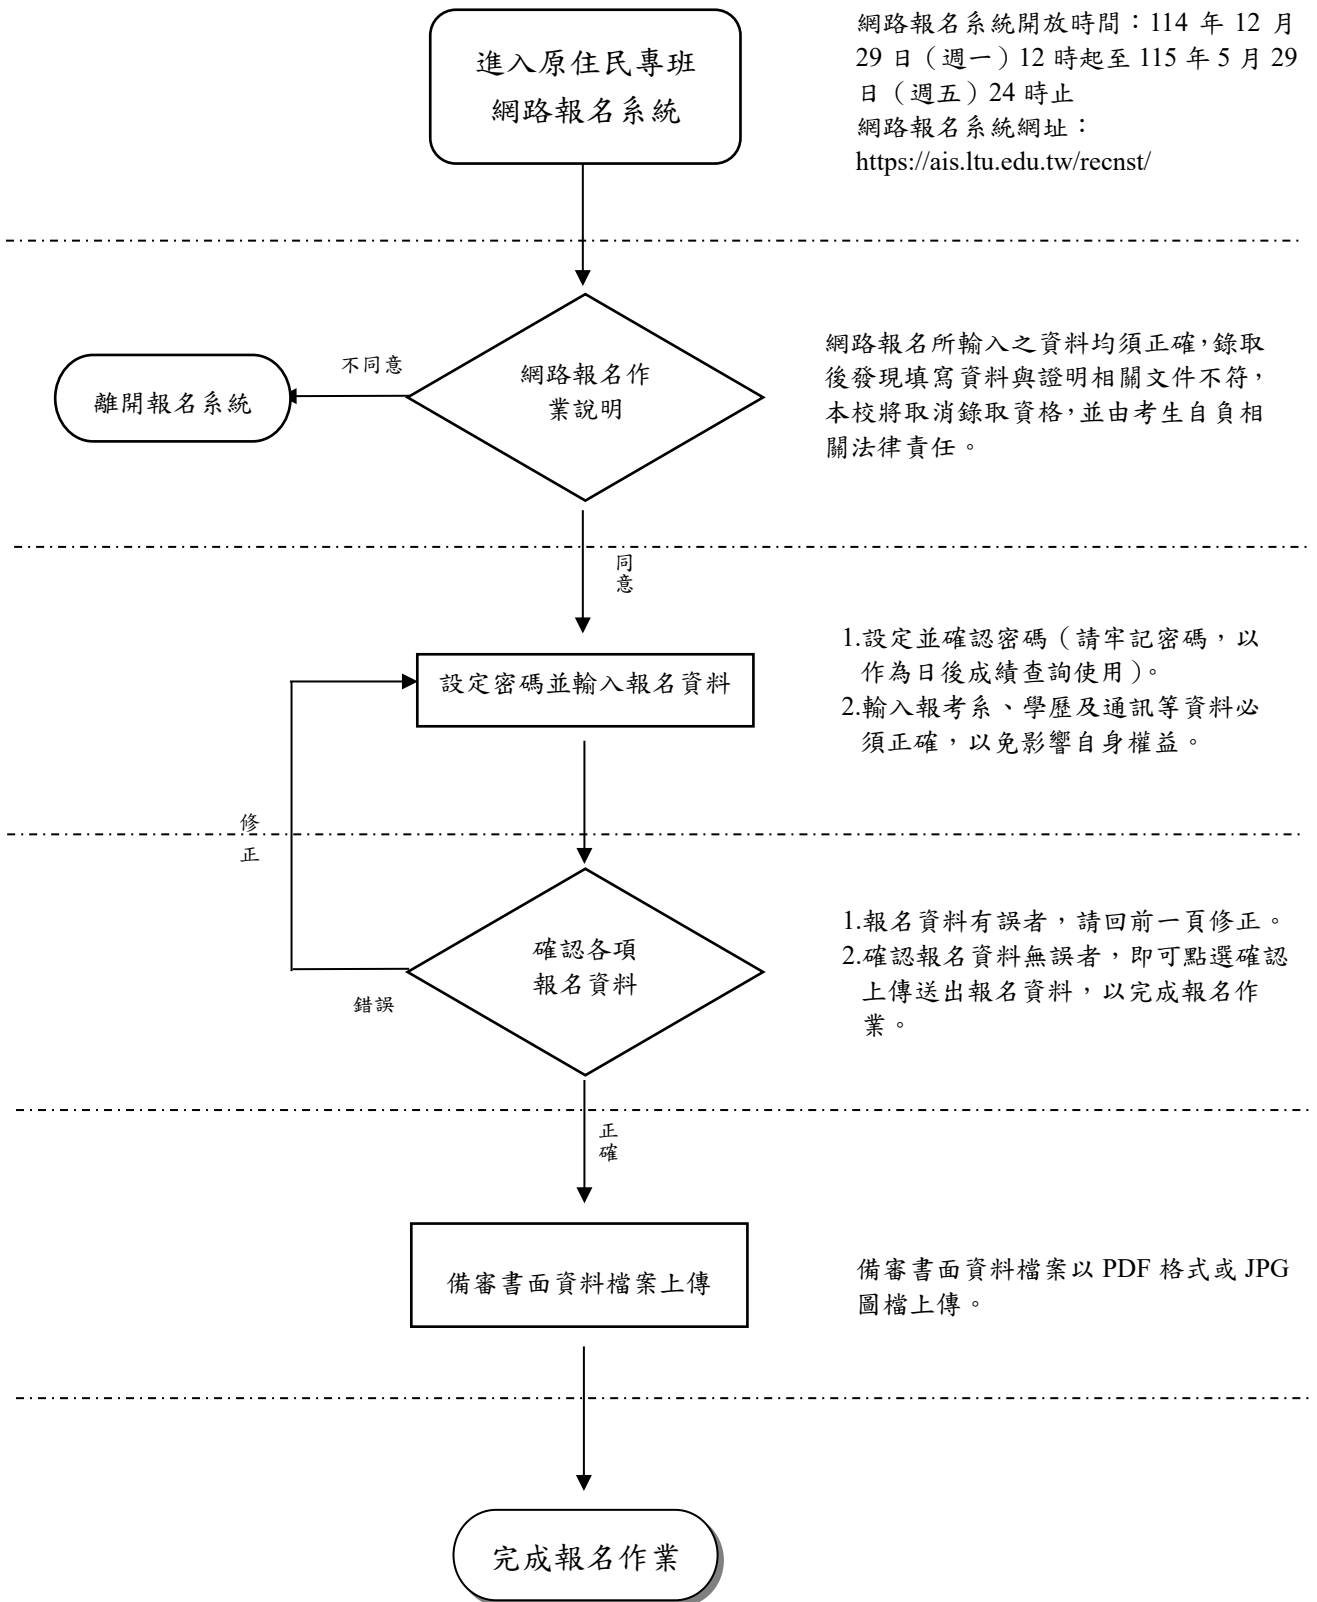 進入原住民專班
網路報名系統
網路報名系統開放時間：114 年 12 月
29 日（週一）12 時起至 115 年 5 月 29
日（週五）24 時止
網路報名系統網址：
https://ais.ltu.edu.tw/recnst/
不同意
離開報名系統
網路報名作
業說明
網路報名所輸入之資料均須正確，錄取
後發現填寫資料與證明相關文件不符，
本校將取消錄取資格，並由考生自負相
關法律責任。
同
意
設定密碼並輸入報名資料
1.設定並確認密碼（請牢記密碼，以
作為日後成績查詢使用）。
2.輸入報考系、學歷及通訊等資料必
須正確，以免影響自身權益。
修
正
確認各項
報名資料
錯誤
1.報名資料有誤者，請回前一頁修正。
2.確認報名資料無誤者，即可點選確認
上傳送出報名資料，以完成報名作
業。
正
確
備審書面資料檔案上傳
備審書面資料檔案以 PDF 格式或 JPG
圖檔上傳。
完成報名作業